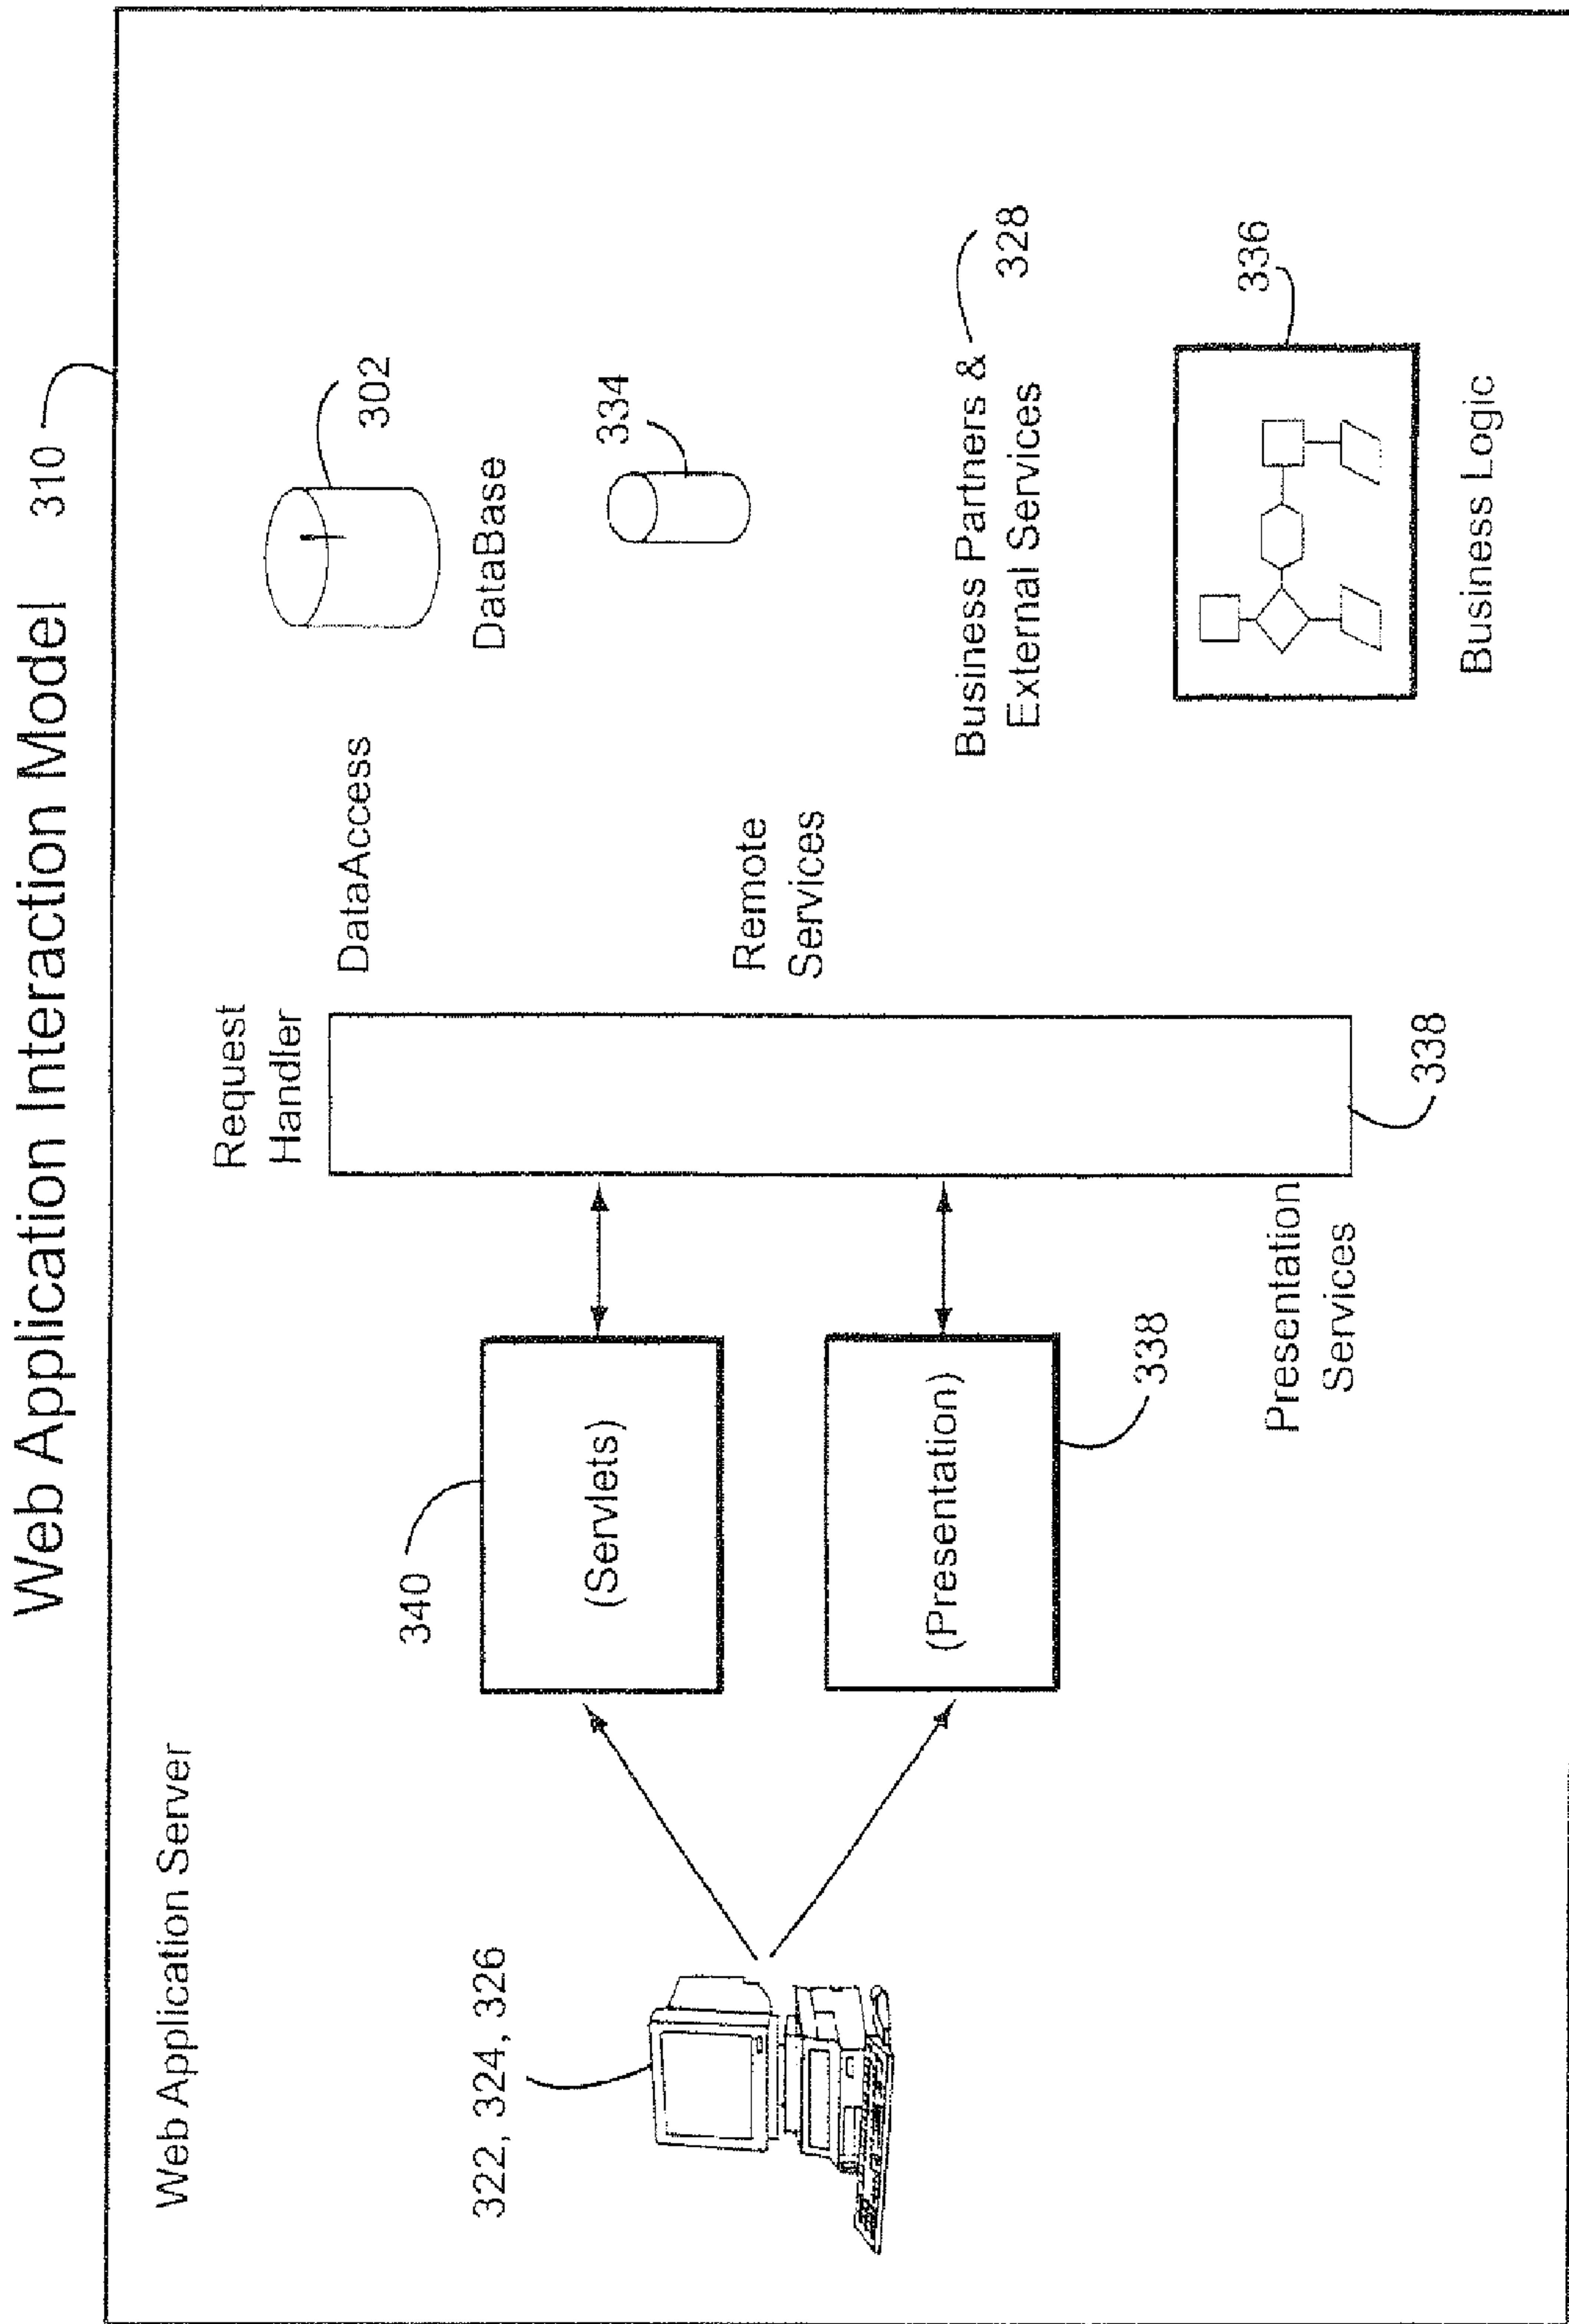 Web Application Interaction Model
310
Web Application Server
322, 324, 326
340
(Servlets)
(Presentation)
338
Presentation
Services
Request
Handler
338
DataAccess
302
DataBase
334
Remote
Services
Business Partners &
External Services
328
336
Business Logic